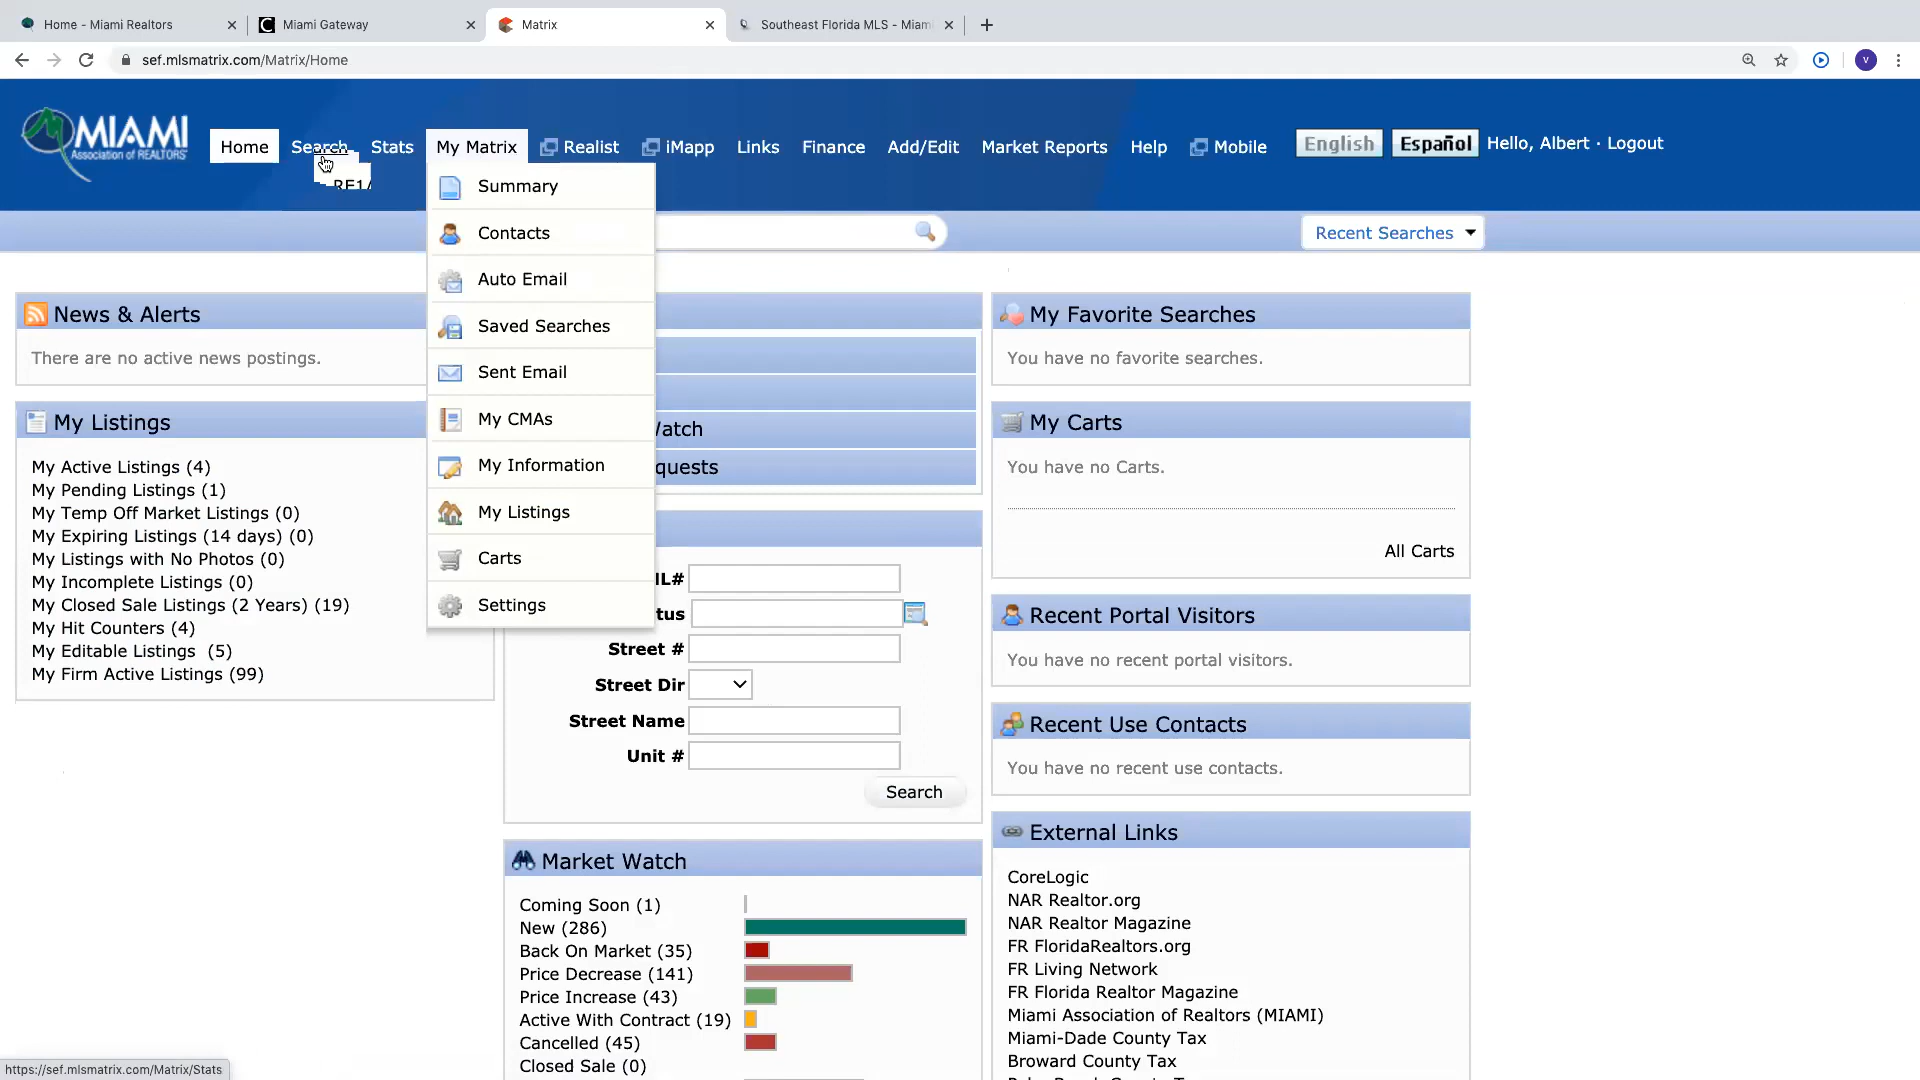 Home - Miami Realtors
Miami Gateway
Matrix
Southeast Florida MLS - Miam
sef.mlsmatrix.com/Matrix/Home
V
MIAMI
Association of REALTORS®
Home
Search
Stats
My Matrix
Realist
iMapp
Links
Finance
Add/Edit
Market Reports
Help
Mobile
English
Español
Hello, Albert · Logout
Summary
Contacts
Auto Email
Saved Searches
Sent Email
My CMAs
My Information
My Listings
Carts
Settings
Recent Searches
News & Alerts
There are no active news postings.
My Listings
My Active Listings (4)
My Pending Listings (1)
My Temp Off Market Listings (0)
My Expiring Listings (14 days) (0)
My Listings with No Photos (0)
My Incomplete Listings (0)
My Closed Sale Listings (2 Years) (19)
My Hit Counters (4)
My Editable Listings (5)
My Firm Active Listings (99)
atch
quests
L#
tus
Street #
Street Dir
Street Name
Unit #
Search
Market Watch
Coming Soon (1)
New (286)
Back On Market (35)
Price Decrease (141)
Price Increase (43)
Active With Contract (19)
Cancelled (45)
Closed Sale (0)
My Favorite Searches
You have no favorite searches.
My Carts
You have no Carts.
All Carts
Recent Portal Visitors
You have no recent portal visitors.
Recent Use Contacts
You have no recent use contacts.
External Links
CoreLogic
NAR Realtor.org
NAR Realtor Magazine
FR FloridaRealtors.org
FR Living Network
FR Florida Realtor Magazine
Miami Association of Realtors (MIAMI)
Miami-Dade County Tax
Broward County Tax
https://sef.mlsmatrix.com/Matrix/Stats